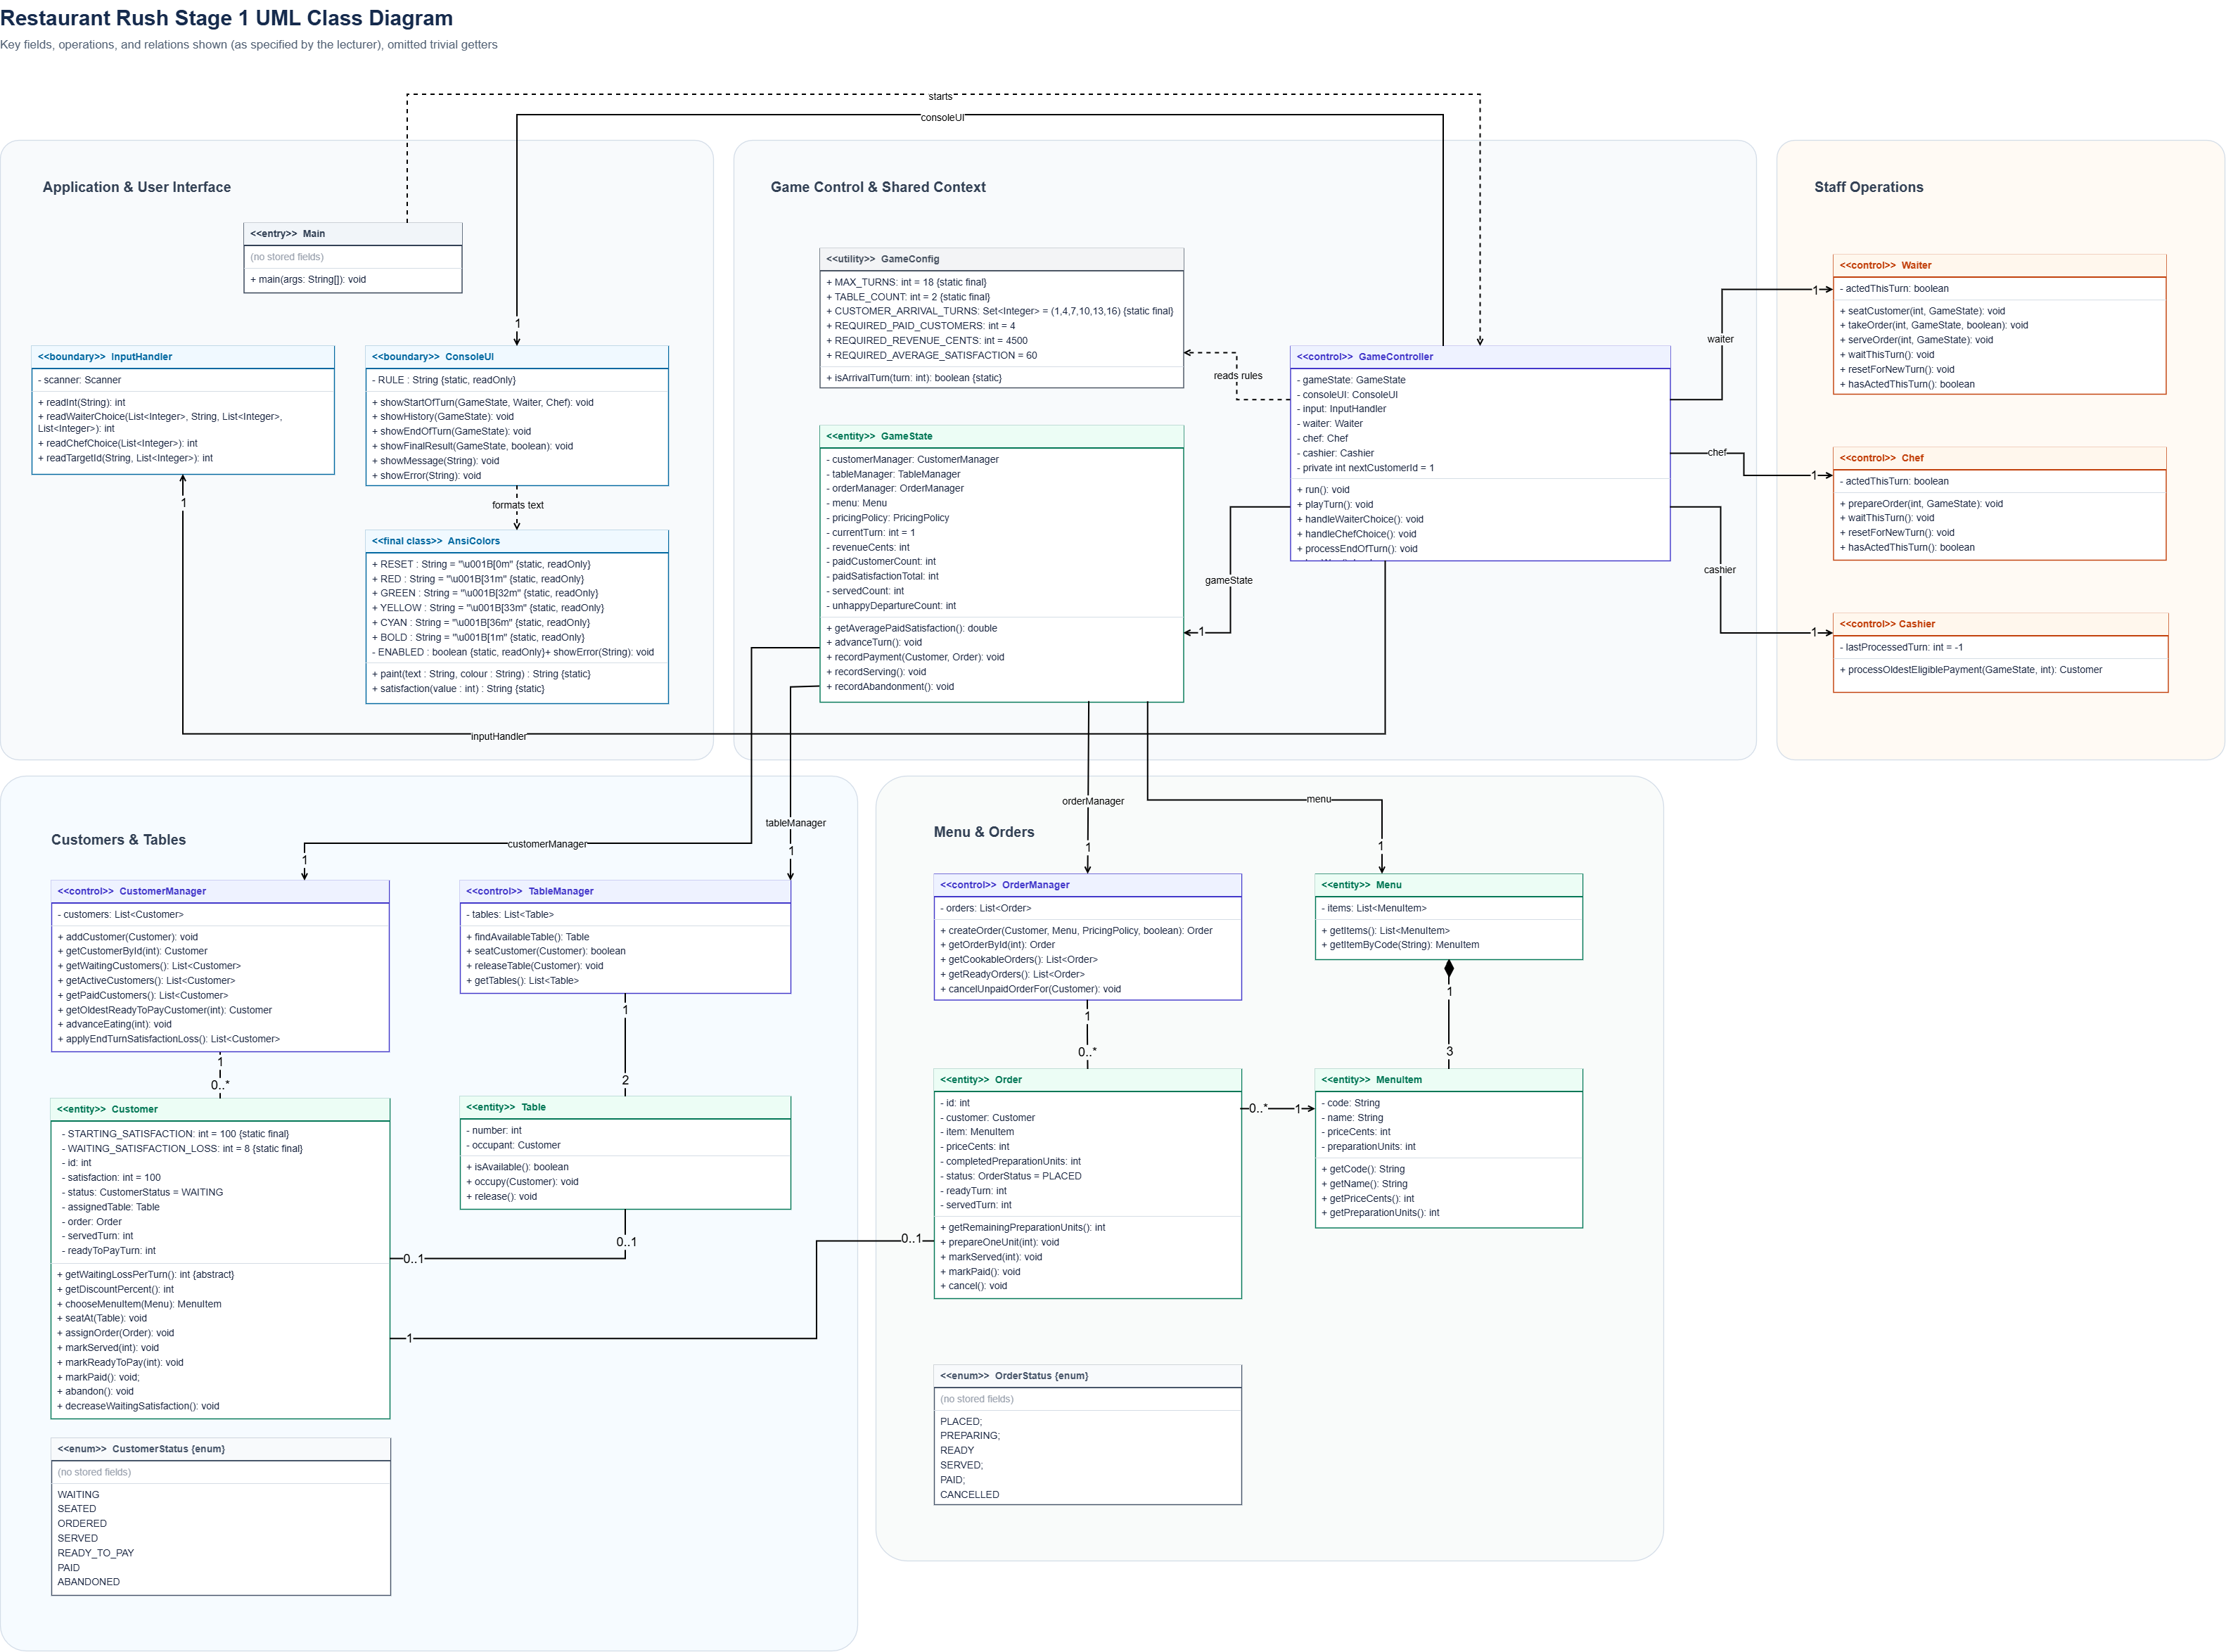 Restaurant Rush Stage 1 UML Class Diagram
Key fields, operations, and relations shown (as specified by the lecturer), omitted trivial getters
starts
consoleUI
Application & User Interface
<<entry>> Main
(no stored fields)
+ main(args: String[]): void
1
<<boundary>> InputHandler
- scanner: Scanner
+ readInt(String): int
+ readWaiterChoice(List<Integer>, String, List<Integer>,
List<Integer>): int
+ readChefChoice(List<Integer>): int
+ readTargetId(String, List<Integer>): int
1
<<boundary>> ConsoleUI
- RULE : String {static, readOnly}
+ showStartOfTurn(GameState, Waiter, Chef): void
+ showHistory(GameState): void
+ showEndOfTurn(GameState): void
+ showFinalResult(GameState, boolean): void
+ showMessage(String): void
+ showError(String): void
formats text
<<final class>> AnsiColors
+ RESET : String = "\u001B[0m" {static, readOnly}
+ RED : String = "\u001B[31m" {static, readOnly}
+ GREEN : String = "\u001B[32m" {static, readOnly}
+ YELLOW : String = "\u001B[33m" {static, readOnly}
+ CYAN : String = "\u001B[36m" {static, readOnly}
+ BOLD : String = "\u001B[1m" {static, readOnly}
- ENABLED : boolean {static, readOnly}+ showError(String): void
+ paint(text : String, colour : String) : String {static}
+ satisfaction(value : int) : String {static}
inputHandler
Game Control & Shared Context
<<utility>> GameConfig
+ MAX_TURNS: int = 18 {static final}
+ TABLE_COUNT: int = 2 {static final}
+ CUSTOMER_ARRIVAL_TURNS: Set<Integer> = (1,4,7,10,13,16) {static final}
+ REQUIRED_PAID_CUSTOMERS: int = 4
+ REQUIRED_REVENUE_CENTS: int = 4500
+ REQUIRED_AVERAGE_SATISFACTION = 60
+ isArrivalTurn(turn: int): boolean {static}
reads rules
<<entity>> GameState
- customerManager: CustomerManager
- tableManager: TableManager
- orderManager: OrderManager
- menu: Menu
- pricingPolicy: PricingPolicy
- currentTurn: int = 1
- revenueCents: int
- paidCustomerCount: int
- paidSatisfactionTotal: int
- servedCount: int
- unhappyDepartureCount: int
+ getAveragePaidSatisfaction(): double
+ advanceTurn(): void
+ recordPayment(Customer, Order): void
+ recordServing(): void
+ recordAbandonment(): void
gameState
1
<<control>> GameController
- gameState: GameState
- consoleUI: ConsoleUI
- input: InputHandler
- waiter: Waiter
- chef: Chef
- cashier: Cashier
- private int nextCustomerId = 1
+ run(): void
+ playTurn(): void
+ handleWaiterChoice(): void
+ handleChefChoice(): void
+ processEndOfTurn(): void
waiter
1
chef
1
cashier
1
Staff Operations
<<control>> Waiter
- actedThisTurn: boolean
+ seatCustomer(int, GameState): void
+ takeOrder(int, GameState, boolean): void
+ serveOrder(int, GameState): void
+ waitThisTurn(): void
+ resetForNewTurn(): void
+ hasActedThisTurn(): boolean
<<control>> Chef
- actedThisTurn: boolean
+ prepareOrder(int, GameState): void
+ waitThisTurn(): void
+ resetForNewTurn(): void
+ hasActedThisTurn(): boolean
<<control>> Cashier
- lastProcessedTurn: int = -1
+ processOldestEligiblePayment(GameState, int): Customer
Customers & Tables
customerManager
1
tableManager
1
<<control>> CustomerManager
- customers: List<Customer>
+ addCustomer(Customer): void
+ getCustomerById(int): Customer
+ getWaitingCustomers(): List<Customer>
+ getActiveCustomers(): List<Customer>
+ getPaidCustomers(): List<Customer>
+ getOldestReadyToPayCustomer(int): Customer
+ advanceEating(int): void
+ applyEndTurnSatisfactionLoss(): List<Customer>
1
0..*
<<control>> TableManager
- tables: List<Table>
+ findAvailableTable(): Table
+ seatCustomer(Customer): boolean
+ releaseTable(Customer): void
+ getTables(): List<Table>
1
2
<<entity>> Customer
- STARTING_SATISFACTION: int = 100 {static final}
- WAITING_SATISFACTION_LOSS: int = 8 {static final}
- id: int
- satisfaction: int = 100
- status: CustomerStatus = WAITING
- assignedTable: Table
- order: Order
- servedTurn: int
- readyToPayTurn: int
+ getWaitingLossPerTurn(): int {abstract}
+ getDiscountPercent(): int
+ chooseMenuItem(Menu): MenuItem
+ seatAt(Table): void
+ assignOrder(Order): void
+ markServed(int): void
+ markReadyToPay(int): void
+ markPaid(): void;
+ abandon(): void
+ decreaseWaitingSatisfaction(): void
<<entity>> Table
- number: int
- occupant: Customer
+ isAvailable(): boolean
+ occupy(Customer): void
+ release(): void
0..1
0..1
1
0..1
<<enum>> CustomerStatus {enum}
(no stored fields)
WAITING
SEATED
ORDERED
SERVED
READY_TO_PAY
PAID
ABANDONED
Menu & Orders
orderManager
1
menu
1
<<control>> OrderManager
- orders: List<Order>
+ createOrder(Customer, Menu, PricingPolicy, boolean): Order
+ getOrderById(int): Order
+ getCookableOrders(): List<Order>
+ getReadyOrders(): List<Order>
+ cancelUnpaidOrderFor(Customer): void
1
0..*
<<entity>> Menu
- items: List<MenuItem>
+ getItems(): List<MenuItem>
+ getItemByCode(String): MenuItem
1
3
<<entity>> Order
- id: int
- customer: Customer
- item: MenuItem
- priceCents: int
- completedPreparationUnits: int
- status: OrderStatus = PLACED
- readyTurn: int
- servedTurn: int
+ getRemainingPreparationUnits(): int
+ prepareOneUnit(int): void
+ markServed(int): void
+ markPaid(): void
+ cancel(): void
0..*
1
<<entity>> MenuItem
- code: String
- name: String
- priceCents: int
- preparationUnits: int
+ getCode(): String
+ getName(): String
+ getPriceCents(): int
+ getPreparationUnits(): int
<<enum>> OrderStatus {enum}
(no stored fields)
PLACED;
PREPARING;
READY
SERVED;
PAID;
CANCELLED